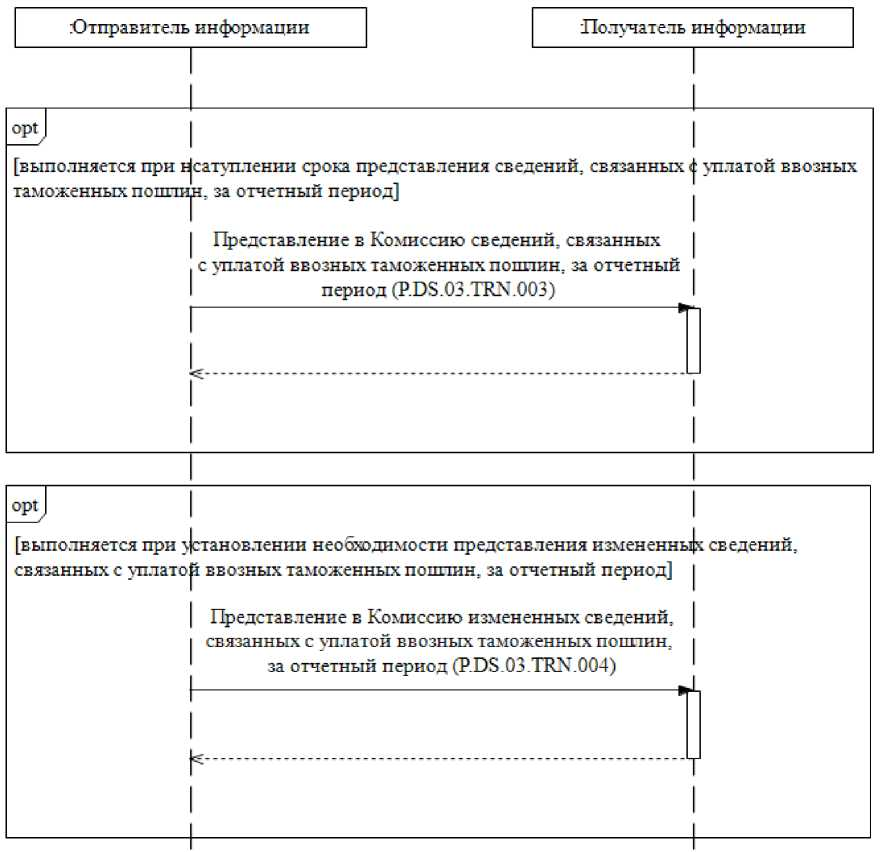 :Отправитель информации
:Получатель информации
opt
[выполняется при нсатуплении срока представления сведений, связанных с уплатой ввозных
таможенных пошлин, за отчетный период]
Представление в Комиссию сведений, связанных
с уплатой ввозных таможенных пошлин, за отчетный
период (P.DS.03.TRN.003)
opt
[выполняется при установлении необходимости представления измененных сведений,
связанных с уплатой ввозных таможенных пошлин, за отчетный период]
Представление в Комиссию измененных сведений,
связанных с уплатой ввозных таможенных пошлин,
за отчетный период (P.DS.03.TRN.004)